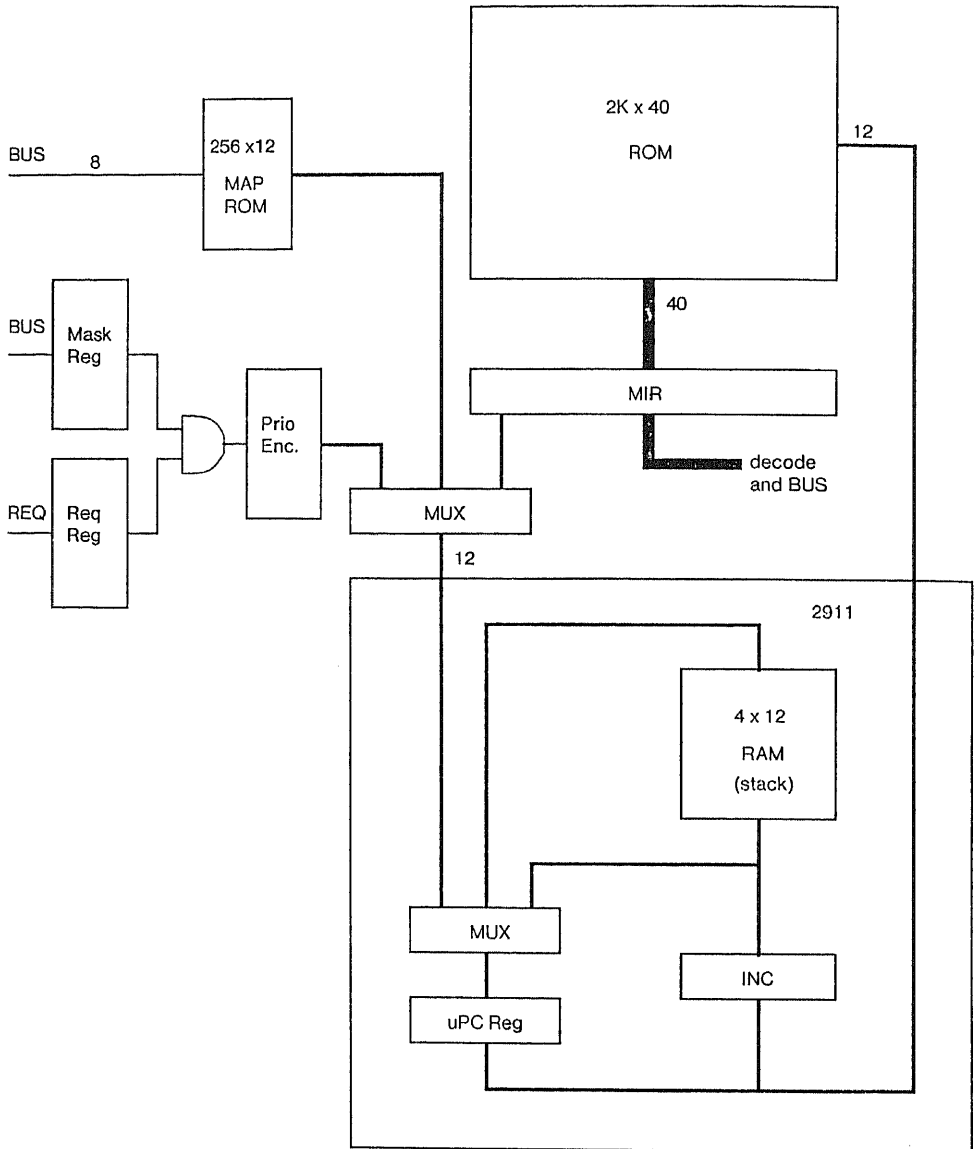 2K x 40
ROM
12
BUS
8
256 x12
MAP
ROM
BUS
Mask
Reg
40
MIR
Prio
Enc.
decode
and BUS
REQ
Req
Reg
MUX
12
2911
4 x 12
RAM
(stack)
MUX
INC
uPC Reg